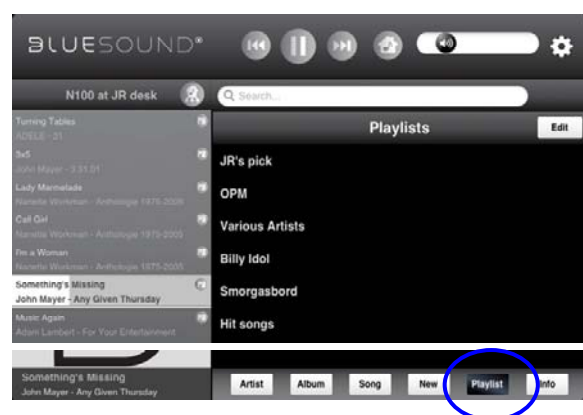 BLUESOUND®
N100 at JR desk
Search...
Turning Tables
ADELE - 21
3x5
John Mayer - 3.31.01
Lady Marmelade
Nanette Workman - Anthologie 1975-2005
Call Girl
Nanette Workman - Anthologie 1975-2005
I'm a Woman
Nanette Workman - Anthologie 1975-2005
Something's Missing
John Mayer - Any Given Thursday
Music Again
Adam Lambert - For Your Entertainment
Playlists
Edit
JR's pick
OPM
Various Artists
Billy Idol
Smorgasbord
Hit songs
Something's Missing
John Mayer - Any Given Thursday
Artist Album Song New Playlist Info